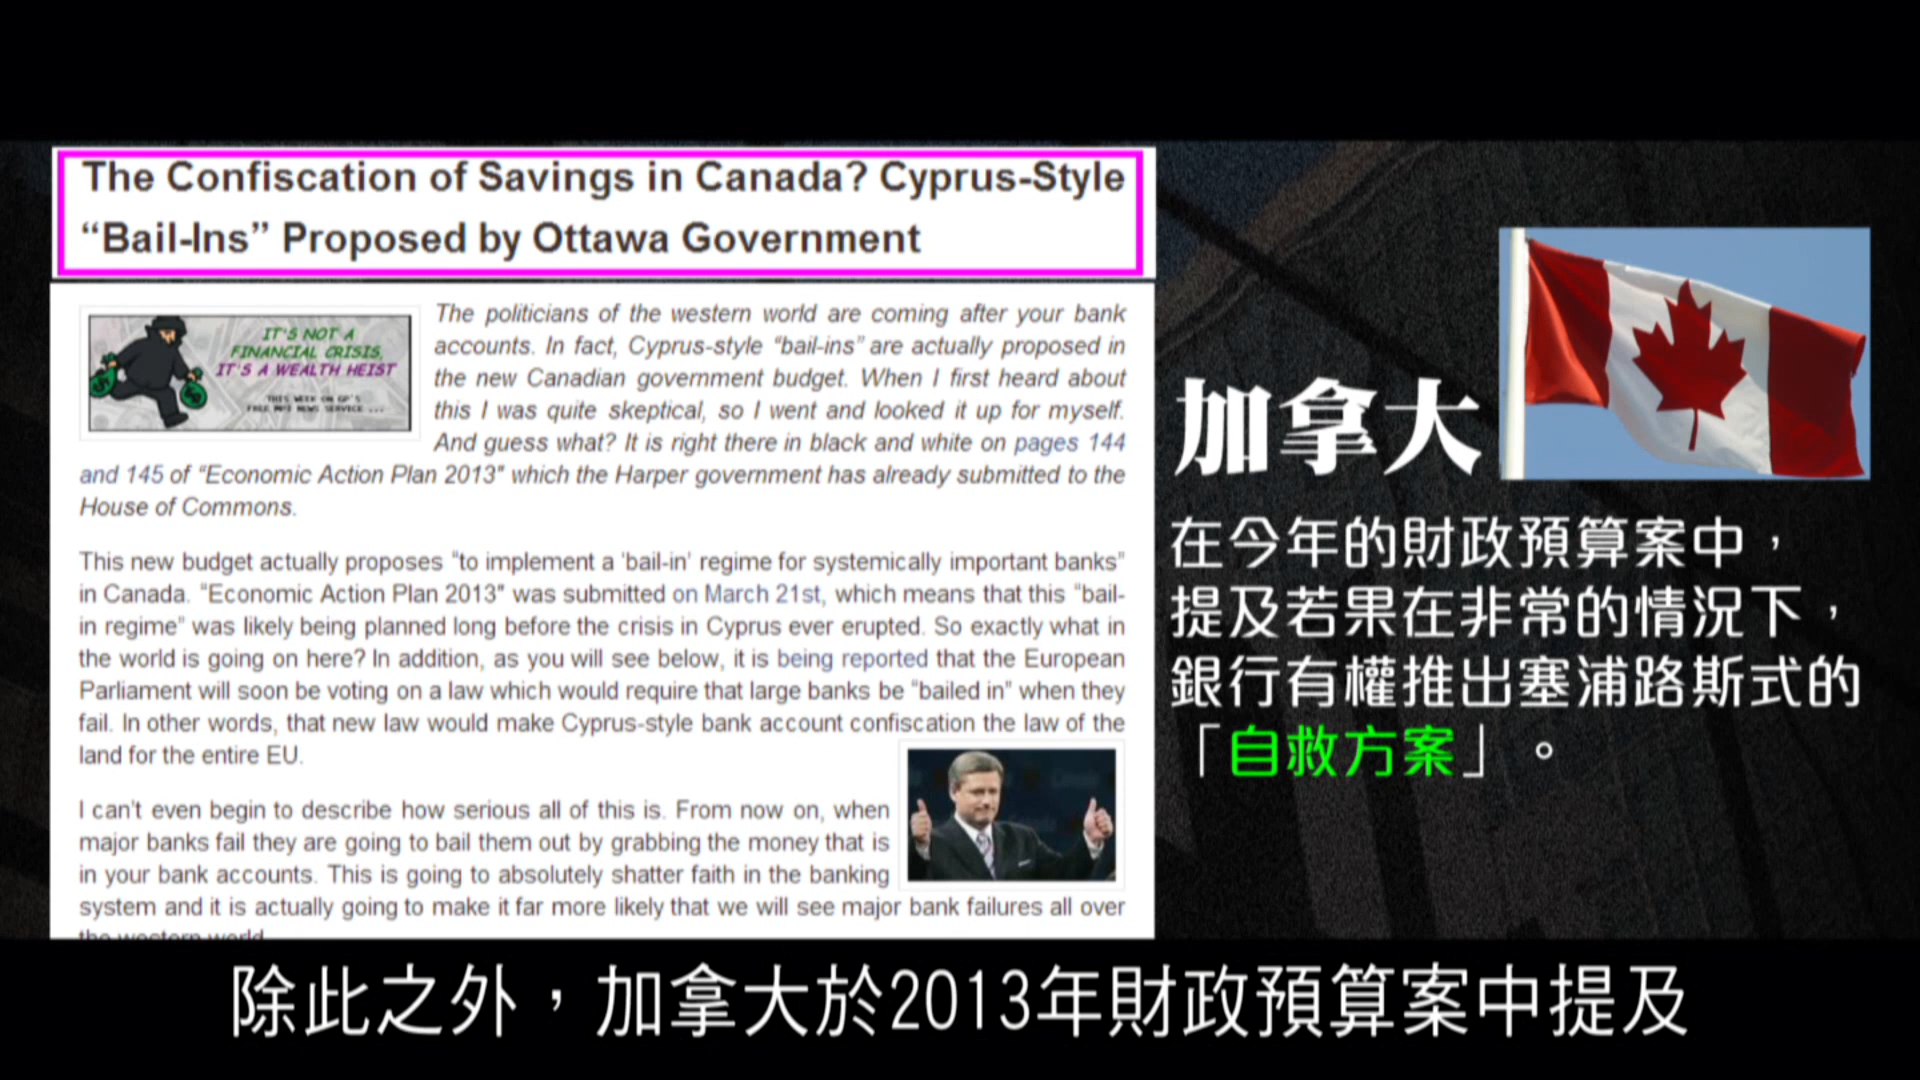 The Confiscation of Savings in Canada? Cyprus-Style
“Bail-Ins” Proposed by Ottawa Government
IT'S NOT A
FINANCIAL CRISIS,
IT'S A WEALTH HEIST
THIS WEEK ON GP'S
FREE MP3 NEWS SERVICE ...
The politicians of the western world are coming after your bank
accounts. In fact, Cyprus-style “bail-ins” are actually proposed in
the new Canadian government budget. When I first heard about
this I was quite skeptical, so I went and looked it up for myself.
And guess what? It is right there in black and white on pages 144
and 145 of “Economic Action Plan 2013” which the Harper government has already submitted to the
House of Commons.
This new budget actually proposes “to implement a ‘bail-in’ regime for systemically important banks”
in Canada. “Economic Action Plan 2013” was submitted on March 21st, which means that this “bail-
in regime” was likely being planned long before the crisis in Cyprus ever erupted. So exactly what in
the world is going on here? In addition, as you will see below, it is being reported that the European
Parliament will soon be voting on a law which would require that large banks be “bailed in” when they
fail. In other words, that new law would make Cyprus-style bank account confiscation the law of the
land for the entire EU.
I can’t even begin to describe how serious all of this is. From now on, when
major banks fail they are going to bail them out by grabbing the money that is
in your bank accounts. This is going to absolutely shatter faith in the banking
system and it is actually going to make it far more likely that we will see major bank failures all over
the western world.
加拿大
在今年的財政預算案中，
提及若果在非常的情況下，
銀行有權推出塞浦路斯式的
「自救方案」。
除此之外，加拿大於2013年財政預算案中提及